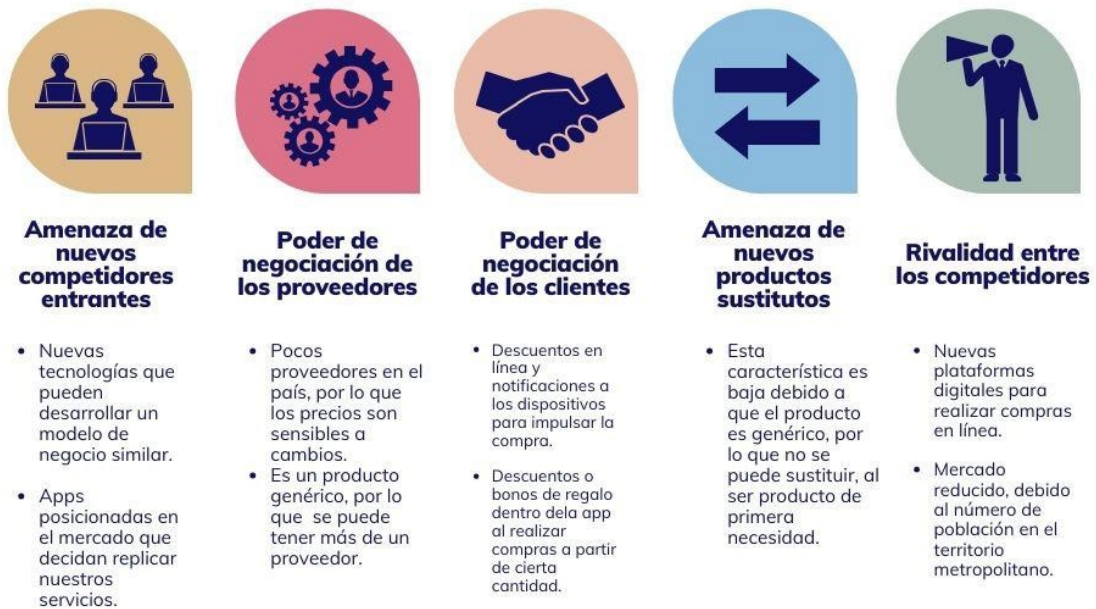 Amenaza de
nuevos
competidores
entrantes
• Nuevas
tecnologías que
pueden
desarrollar un
modelo de
negocio similar.
• Apps
posicionadas en
el mercado que
decidan replicar
nuestros
servicios.
Poder de
negociación de
los proveedores
• Pocos
proveedores en el
país, por lo que
los precios son
sensibles a
cambios.
• Es un producto
genérico, por lo
que se puede
tener más de un
proveedor.
Poder de
negociación
de los clientes
• Descuentos en
línea y
notificaciones a
los dispositivos
para impulsar la
compra.
• Descuentos o
bonos de regalo
dentro dela app
al realizar
compras a partir
de cierta
cantidad.
Amenaza de
nuevos
productos
sustitutos
• Esta
característica es
baja debido a
que el producto
es genérico, por
lo que no se
puede sustituir, al
ser producto de
primera
necesidad.
Rivalidad entre
los competidores
• Nuevas
plataformas
digitales para
realizar compras
en línea.
• Mercado
reducido, debido
al número de
población en el
territorio
metropolitano.